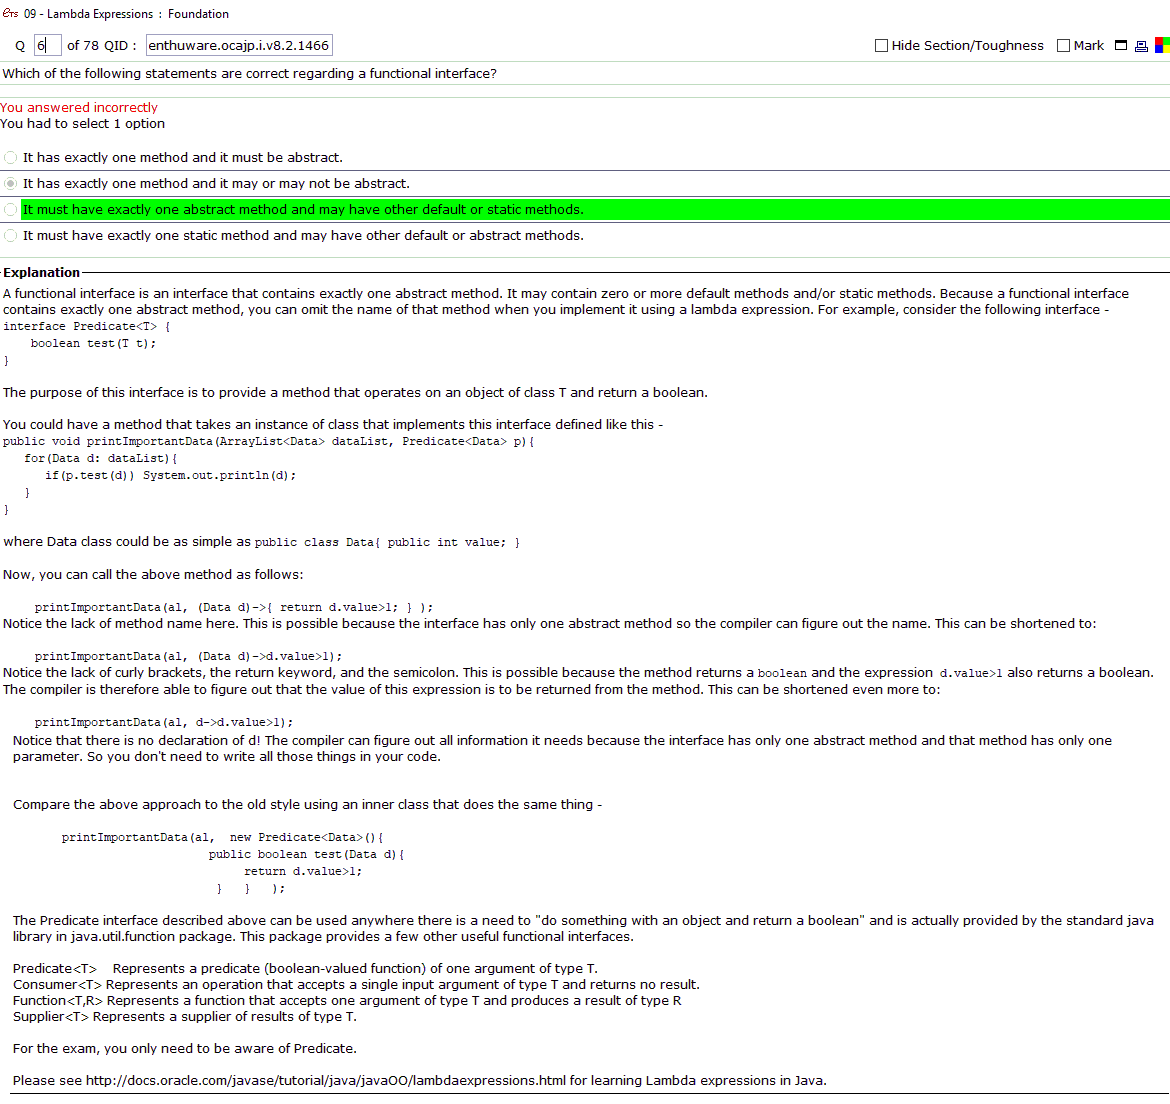 ets 09 - Lambda Expressions : Foundation
Q 6 of 78 QID : enthuware.ocajp.i.v8.2.1466 Hide Section/Toughness Mark
Which of the following statements are correct regarding a functional interface?
You answered incorrectly
You had to select 1 option
It has exactly one method and it must be abstract.
It has exactly one method and it may or may not be abstract.
It must have exactly one abstract method and may have other default or static methods.
It must have exactly one static method and may have other default or abstract methods.
Explanation
A functional interface is an interface that contains exactly one abstract method. It may contain zero or more default methods and/or static methods. Because a functional interface
contains exactly one abstract method, you can omit the name of that method when you implement it using a lambda expression. For example, consider the following interface -
interface Predicate<T> {
boolean test(T t);
}
The purpose of this interface is to provide a method that operates on an object of class T and return a boolean.
You could have a method that takes an instance of class that implements this interface defined like this -
public void printImportantData(ArrayList<Data> dataList, Predicate<Data> p){
for(Data d: dataList){
if(p.test(d)) System.out.println(d);
}
}
where Data class could be as simple as public class Data{ public int value; }
Now, you can call the above method as follows:
printImportantData(al, (Data d)->{ return d.value>1; } );
Notice the lack of method name here. This is possible because the interface has only one abstract method so the compiler can figure out the name. This can be shortened to:
printImportantData(al, (Data d)->d.value>1);
Notice the lack of curly brackets, the return keyword, and the semicolon. This is possible because the method returns a boolean and the expression d.value>1 also returns a boolean.
The compiler is therefore able to figure out that the value of this expression is to be returned from the method. This can be shortened even more to:
printImportantData(al, d->d.value>1);
Notice that there is no declaration of d! The compiler can figure out all information it needs because the interface has only one abstract method and that method has only one
parameter. So you don't need to write all those things in your code.
Compare the above approach to the old style using an inner class that does the same thing -
printImportantData(al, new Predicate<Data>(){
public boolean test(Data d){
return d.value>1;
} } );
The Predicate interface described above can be used anywhere there is a need to "do something with an object and return a boolean" and is actually provided by the standard java
library in java.util.function package. This package provides a few other useful functional interfaces.
Predicate<T> Represents a predicate (boolean-valued function) of one argument of type T.
Consumer<T> Represents an operation that accepts a single input argument of type T and returns no result.
Function<T,R> Represents a function that accepts one argument of type T and produces a result of type R
Supplier<T> Represents a supplier of results of type T.
For the exam, you only need to be aware of Predicate.
Please see http://docs.oracle.com/javase/tutorial/java/javaOO/lambdaexpressions.html for learning Lambda expressions in Java.